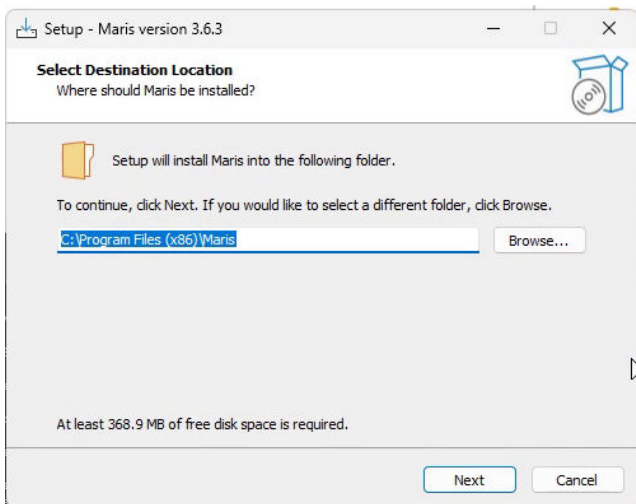 Setup - Maris version 3.6.3
Select Destination Location
Where should Maris be installed?
Setup will install Maris into the following folder.
To continue, click Next. If you would like to select a different folder, click Browse.
C:\Program Files (x86)\Maris
Browse...
At least 368.9 MB of free disk space is required.
Next
Cancel